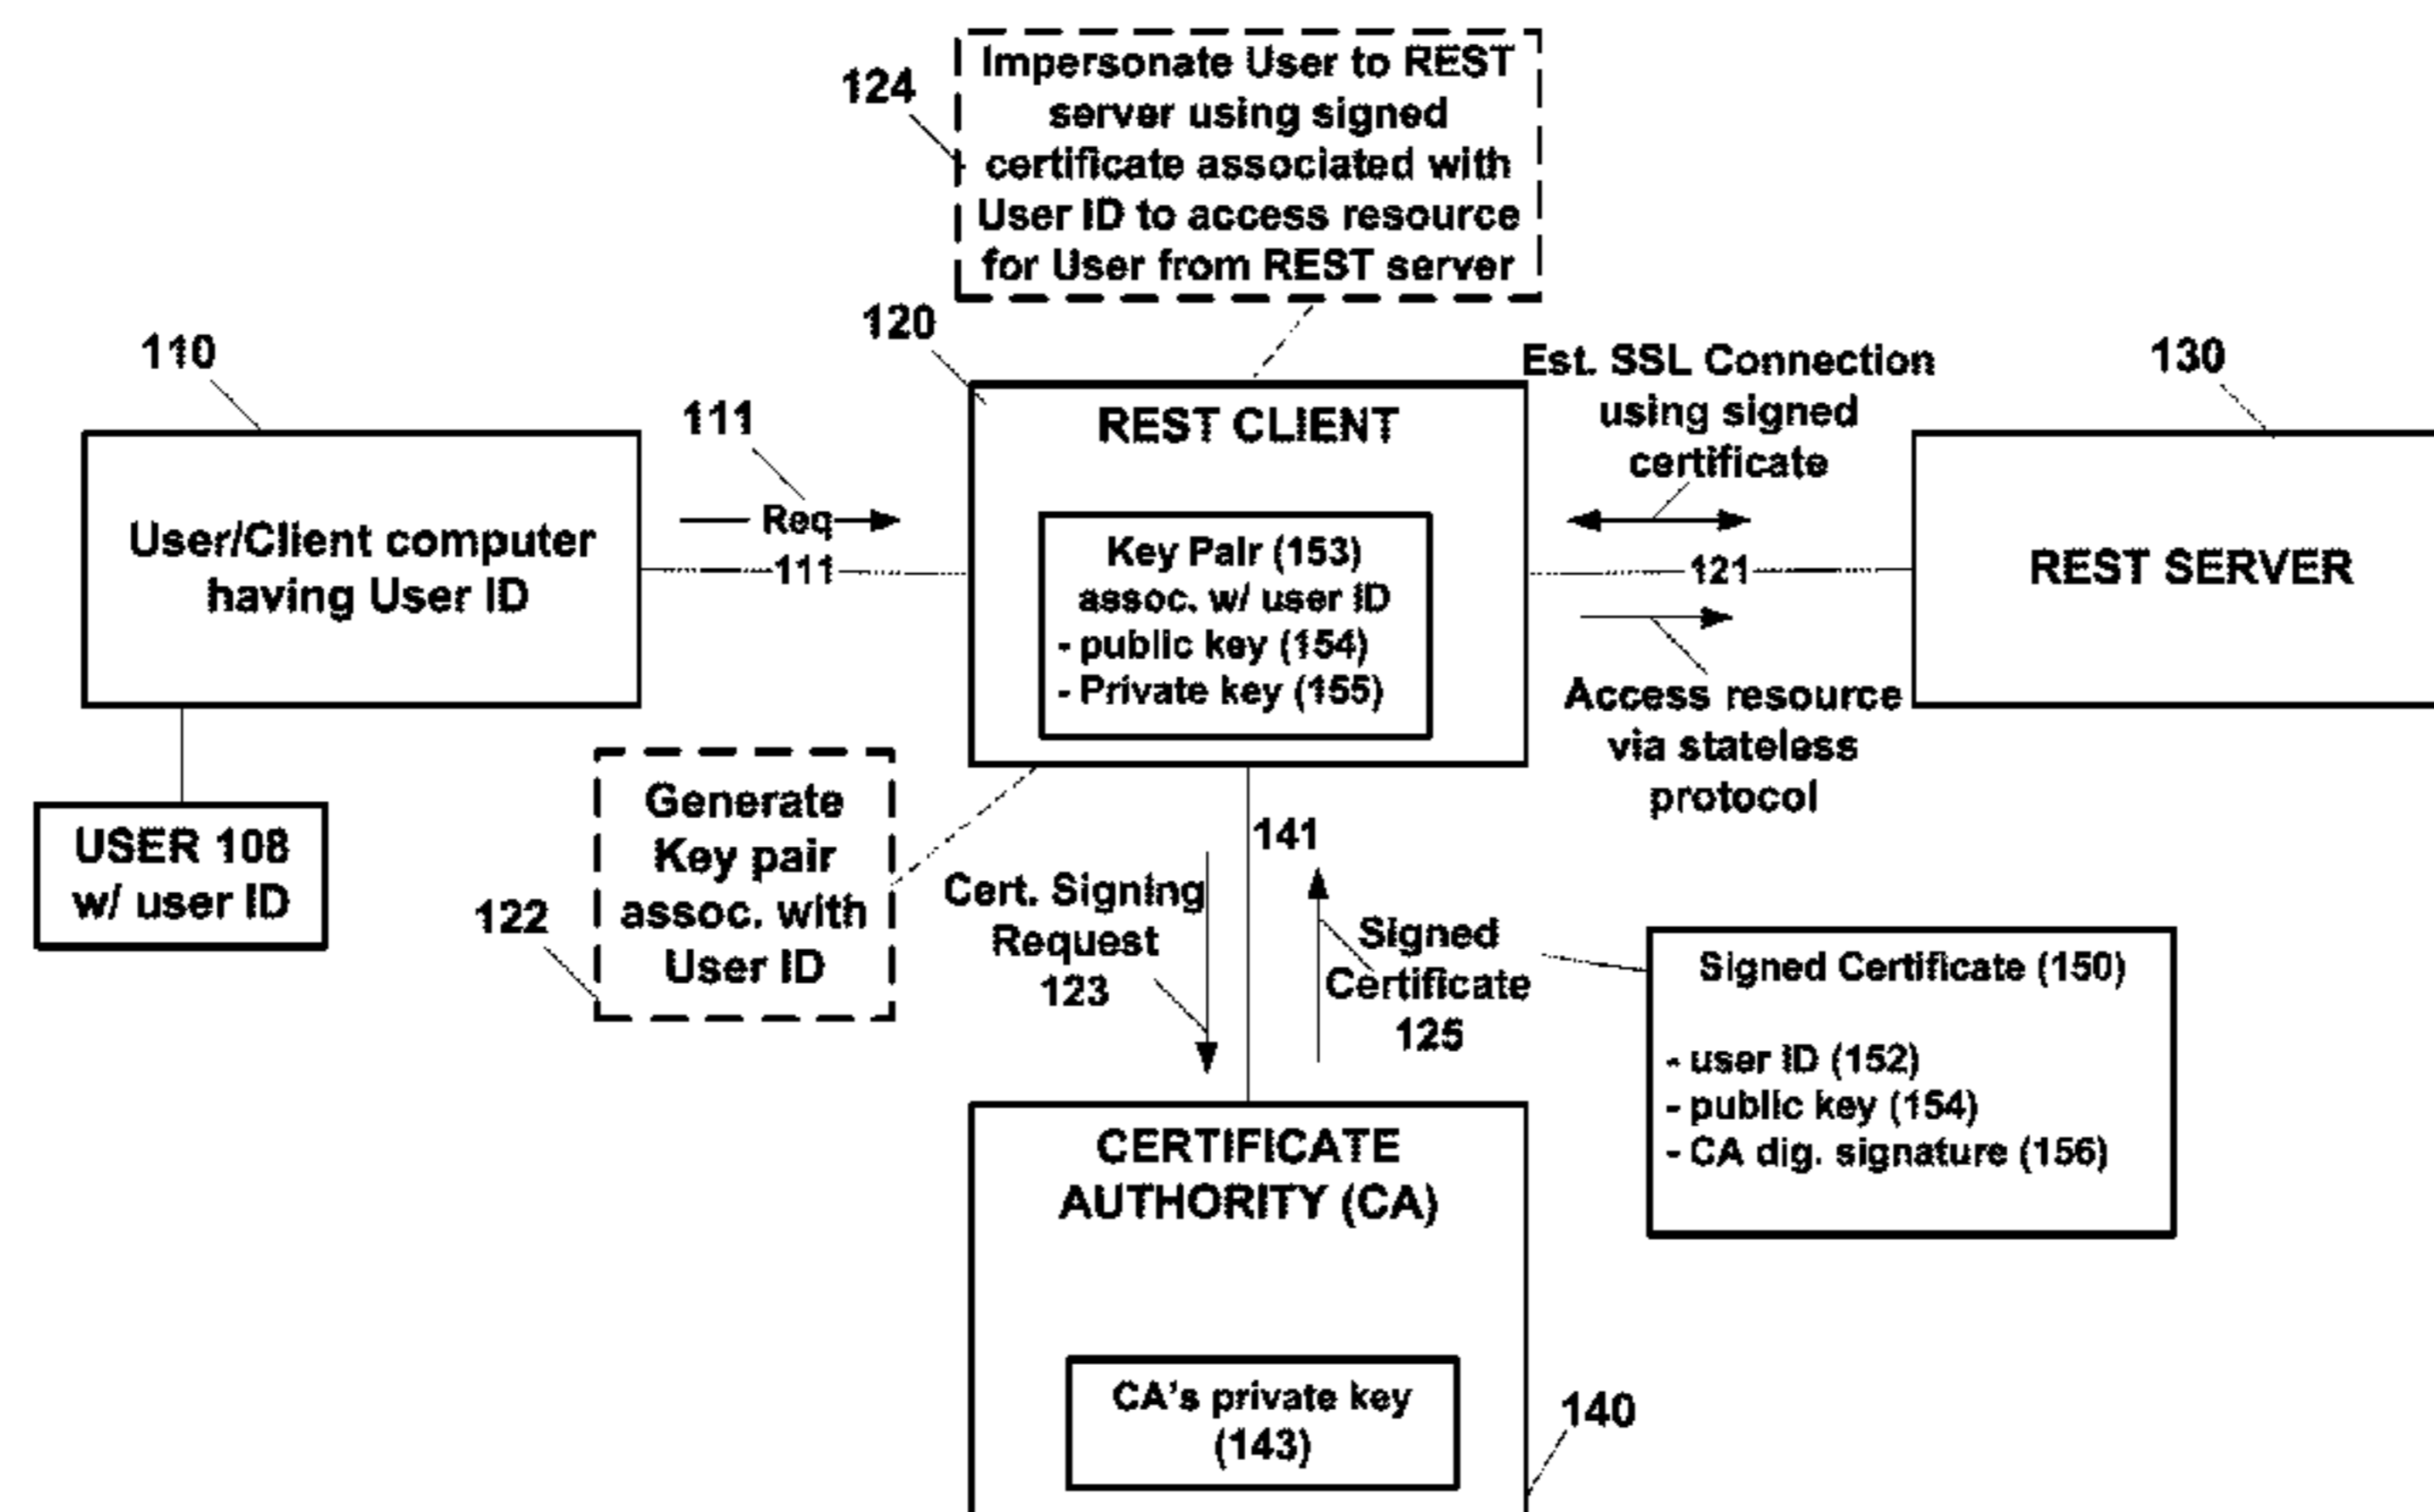 124
Impersonate User to REST
server using signed
certificate associated with
User ID to access resource
for User from REST server
110
111
120
130
User/Client computer
having User ID
Req
111
REST CLIENT
Key Pair (153)
assoc. w/ user ID
- public key (154)
- Private key (155)
Est. SSL Connection
using signed
certificate
121
Access resource
via stateless
protocol
REST SERVER
USER 108
w/ user ID
122
Generate
Key pair
assoc. with
User ID
141
Cert. Signing
Request
123
Signed
Certificate
125
Signed Certificate (150)
- user ID (152)
- public key (154)
- CA dig. signature (156)
CERTIFICATE
AUTHORITY (CA)
CA's private key
(143)
140